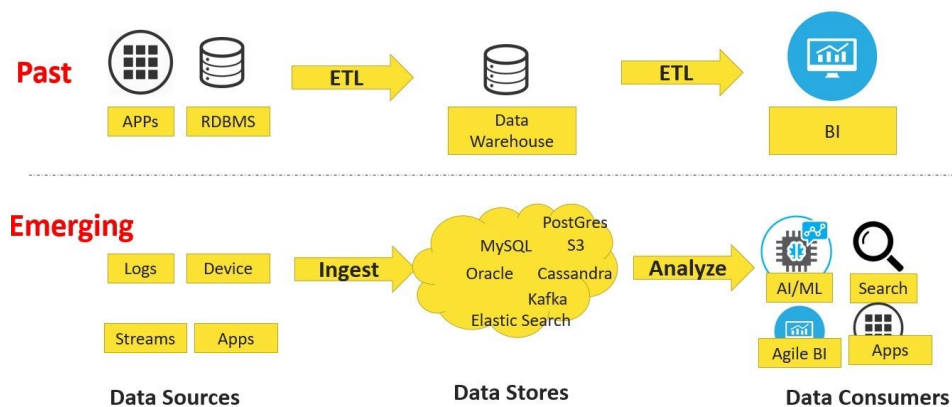 Past
ETL
ETL
APPs
RDBMS
Data
Warehouse
BI
Emerging
PostGres
MySQL
S3
Logs
Device
Ingest
Oracle
Cassandra
Analyze
AI/ML
Search
Kafka
Elastic Search
Streams
Apps
Agile BI
Apps
Data Sources
Data Stores
Data Consumers